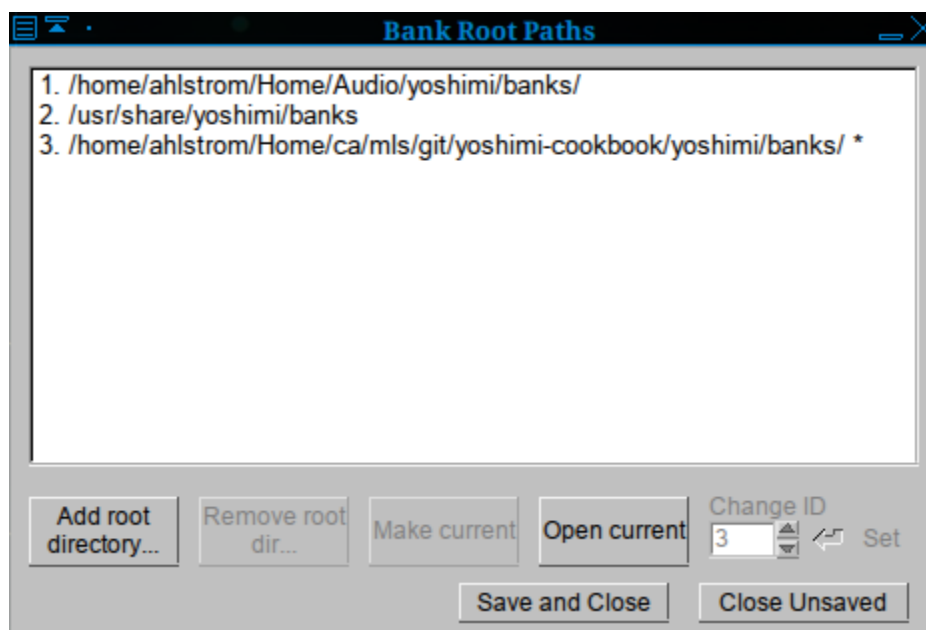 Bank Root Paths
1. /home/ahlstrom/Home/Audio/yoshimi/banks/
2. /usr/share/yoshimi/banks
3. /home/ahlstrom/Home/ca/mls/git/yoshimi-cookbook/yoshimi/banks/ *
Add root
directory...
Remove root
dir...
Make current
Open current
Change ID
3
Set
Save and Close
Close Unsaved